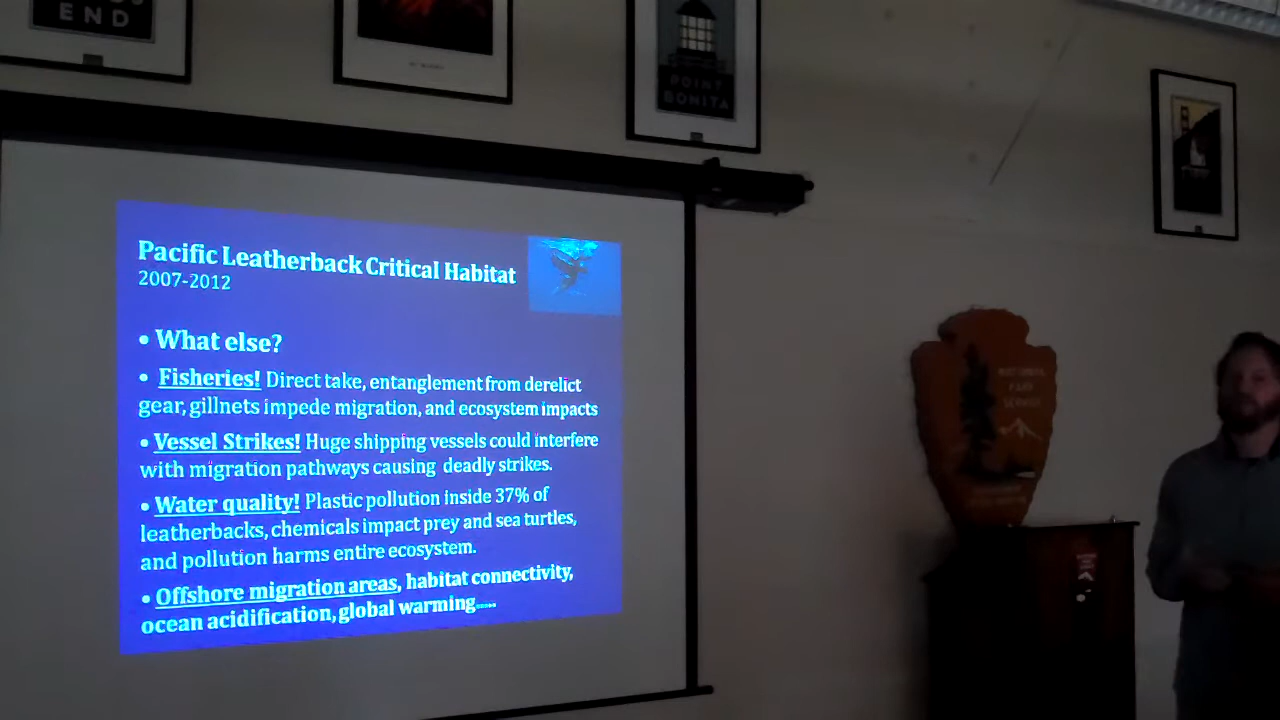 END
POINT
BONITA
Pacific Leatherback Critical Habitat
2007-2012
• What else?
• Fisheries! Direct take, entanglement from derelict
gear, gillnets impede migration, and ecosystem impacts
• Vessel Strikes! Huge shipping vessels could interfere
with migration pathways causing deadly strikes.
• Water quality! Plastic pollution inside 37% of
leatherbacks, chemicals impact prey and sea turtles,
and pollution harms entire ecosystem.
• Offshore migration areas, habitat connectivity,
ocean acidification, global warming.....
PARK
SERVICE